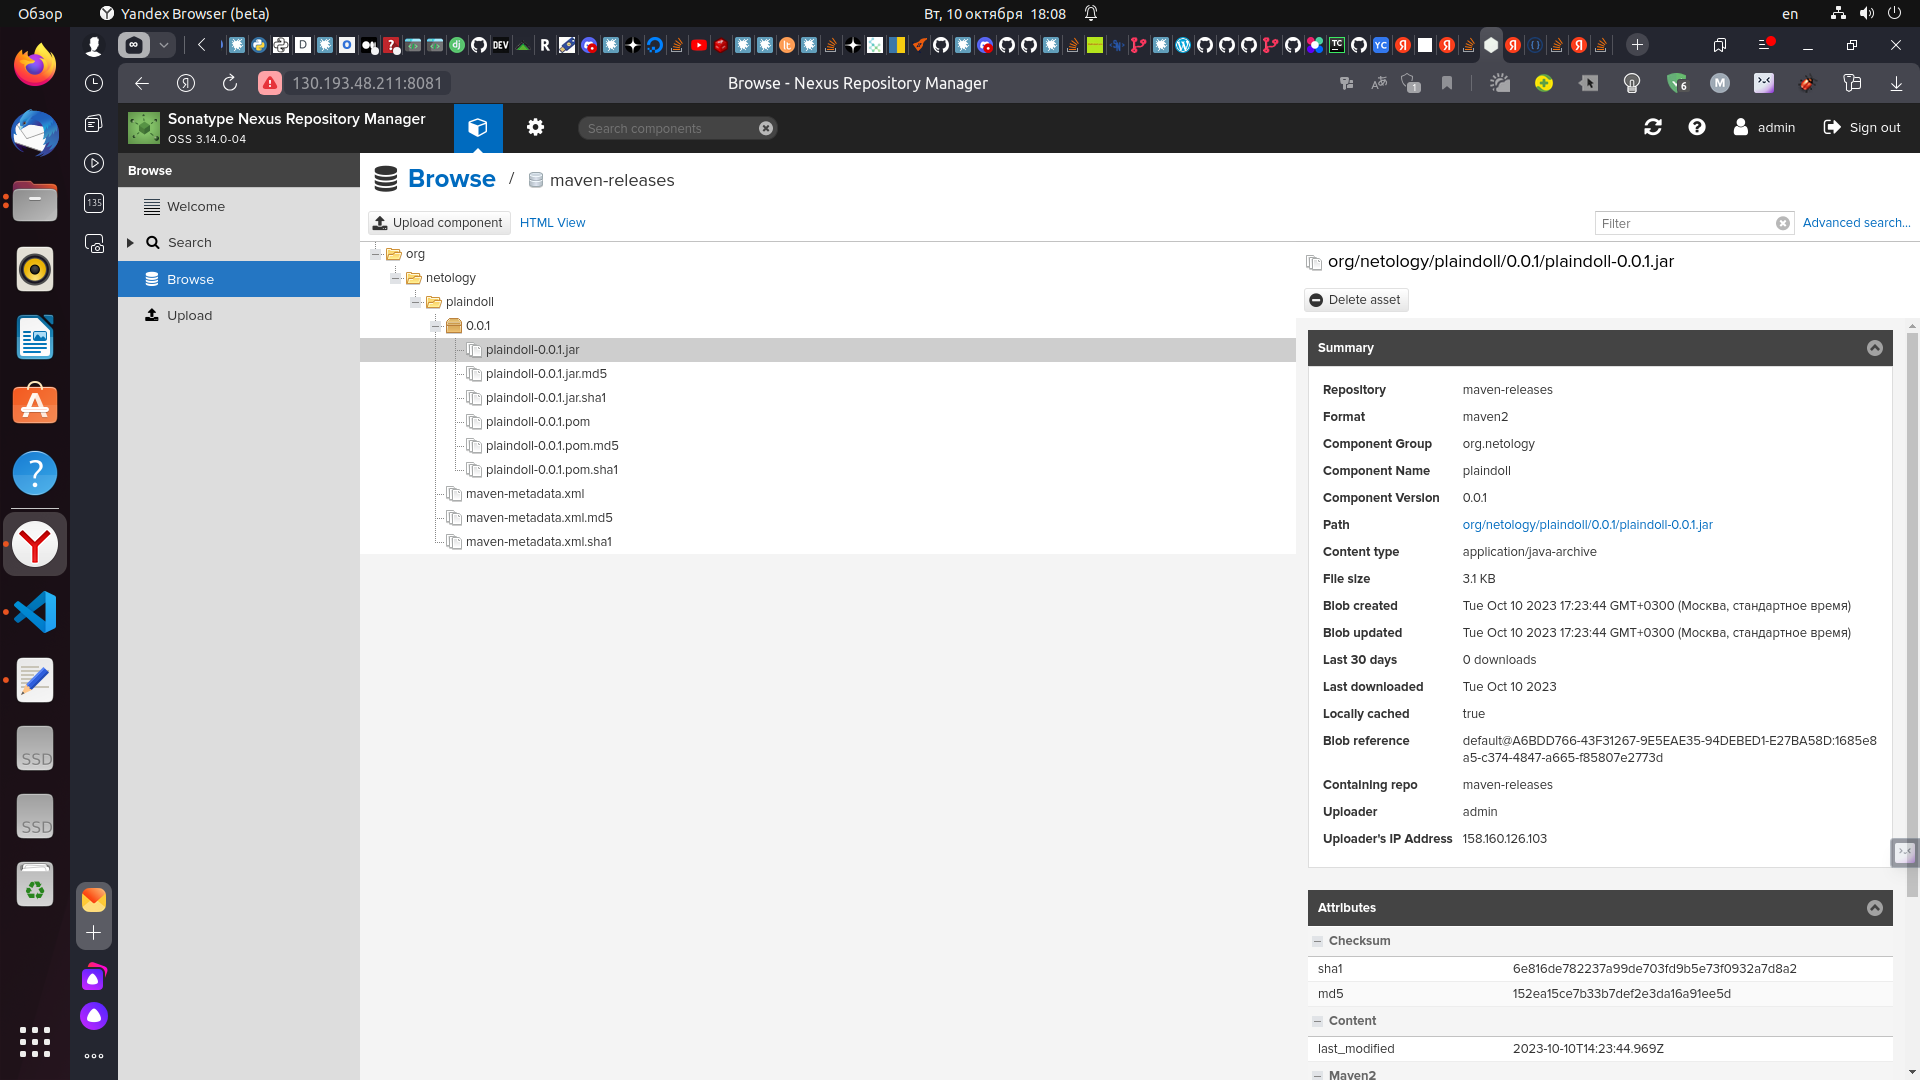 Обзор
Yandex Browser (beta)
Вт, 10 октября 18:08
en
DEV
R
TC
YC
130.193.48.211:8081
Browse - Nexus Repository Manager
1
6
M
Sonatype Nexus Repository Manager
OSS 3.14.0-04
Search components
admin
Sign out
135
Browse
Welcome
Search
Browse
Upload
Browse / maven-releases
Upload component
HTML View
Filter
Advanced search...
org
netology
plaindoll
0.0.1
plaindoll-0.0.1.jar
plaindoll-0.0.1.jar.md5
plaindoll-0.0.1.jar.sha1
plaindoll-0.0.1.pom
plaindoll-0.0.1.pom.md5
plaindoll-0.0.1.pom.sha1
maven-metadata.xml
maven-metadata.xml.md5
maven-metadata.xml.sha1
org/netology/plaindoll/0.0.1/plaindoll-0.0.1.jar
Delete asset
Summary
Repository maven-releases
Format maven2
Component Group org.netology
Component Name plaindoll
Component Version 0.0.1
Path org/netology/plaindoll/0.0.1/plaindoll-0.0.1.jar
Content type application/java-archive
File size 3.1 KB
Blob created Tue Oct 10 2023 17:23:44 GMT+0300 (Москва, стандартное время)
Blob updated Tue Oct 10 2023 17:23:44 GMT+0300 (Москва, стандартное время)
Last 30 days 0 downloads
Last downloaded Tue Oct 10 2023
Locally cached true
Blob reference default@A6BDD766-43F31267-9E5EAE35-94DEBED1-E27BA58D:1685e8
a5-c374-4847-a665-f85807e2773d
Containing repo maven-releases
Uploader admin
Uploader's IP Address 158.160.126.103
Attributes
Checksum
sha1 6e816de782237a99de703fd9b5e73f0932a7d8a2
md5 152ea15ce7b33b7def2e3da16a91ee5d
Content
last_modified 2023-10-10T14:23:44.969Z
Maven2
SSD
SSD